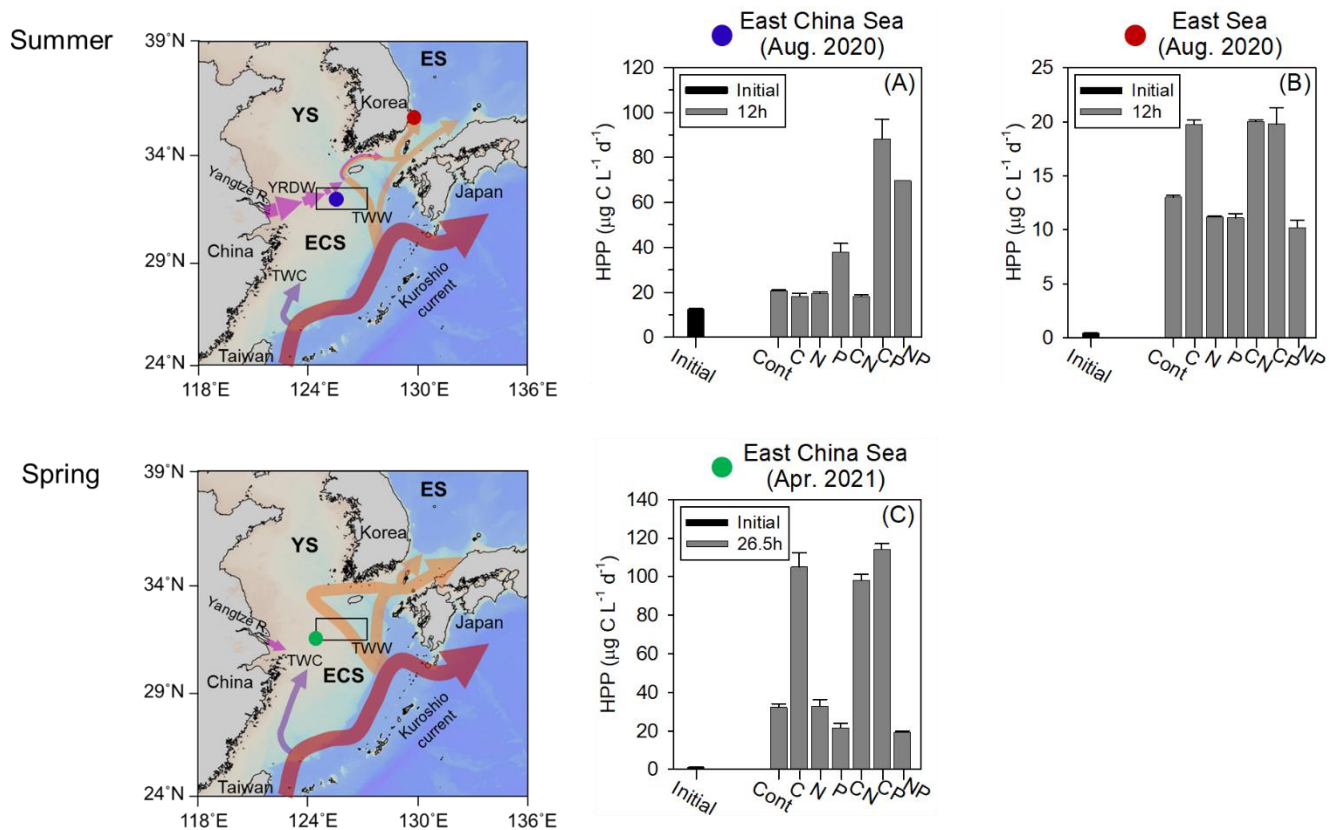 Summer
39°N
34°N
29°N
24°N
118°E
124°E
130°E
136°E
ES
Korea
YS
Yangtze R.
YRDW
Japan
TWW
ECS
China
TWC
Kuroshio
current
Taiwan
East China Sea
(Aug. 2020)
(A)
Initial
12h
HPP (µg C L⁻¹ d⁻¹)
120
100
80
60
40
20
0
Initial
Cont
C
N
P
CN
CP
NP
East Sea
(Aug. 2020)
(B)
Initial
12h
HPP (µg C L⁻¹ d⁻¹)
25
20
15
10
5
0
Initial
Cont
C
N
P
CN
CP
NP
Spring
39°N
34°N
29°N
24°N
118°E
124°E
130°E
136°E
ES
Korea
YS
Yangtze R.
Japan
TWW
TWC
ECS
China
Kuroshio
current
Taiwan
East China Sea
(Apr. 2021)
(C)
Initial
26.5h
HPP (µg C L⁻¹ d⁻¹)
140
120
100
80
60
40
20
0
Initial
Cont
C
N
P
CN
CP
NP